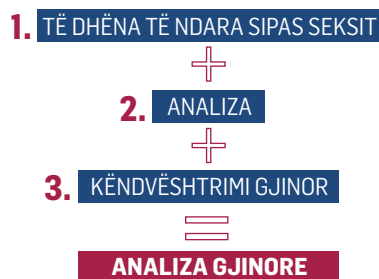 1. TË DHËNA TË NDARA SIPAS SEKSIT
+
2. ANALIZA
+
3. KËNDVËSHTRIMI GJINOR
=
ANALIZA GJINORE